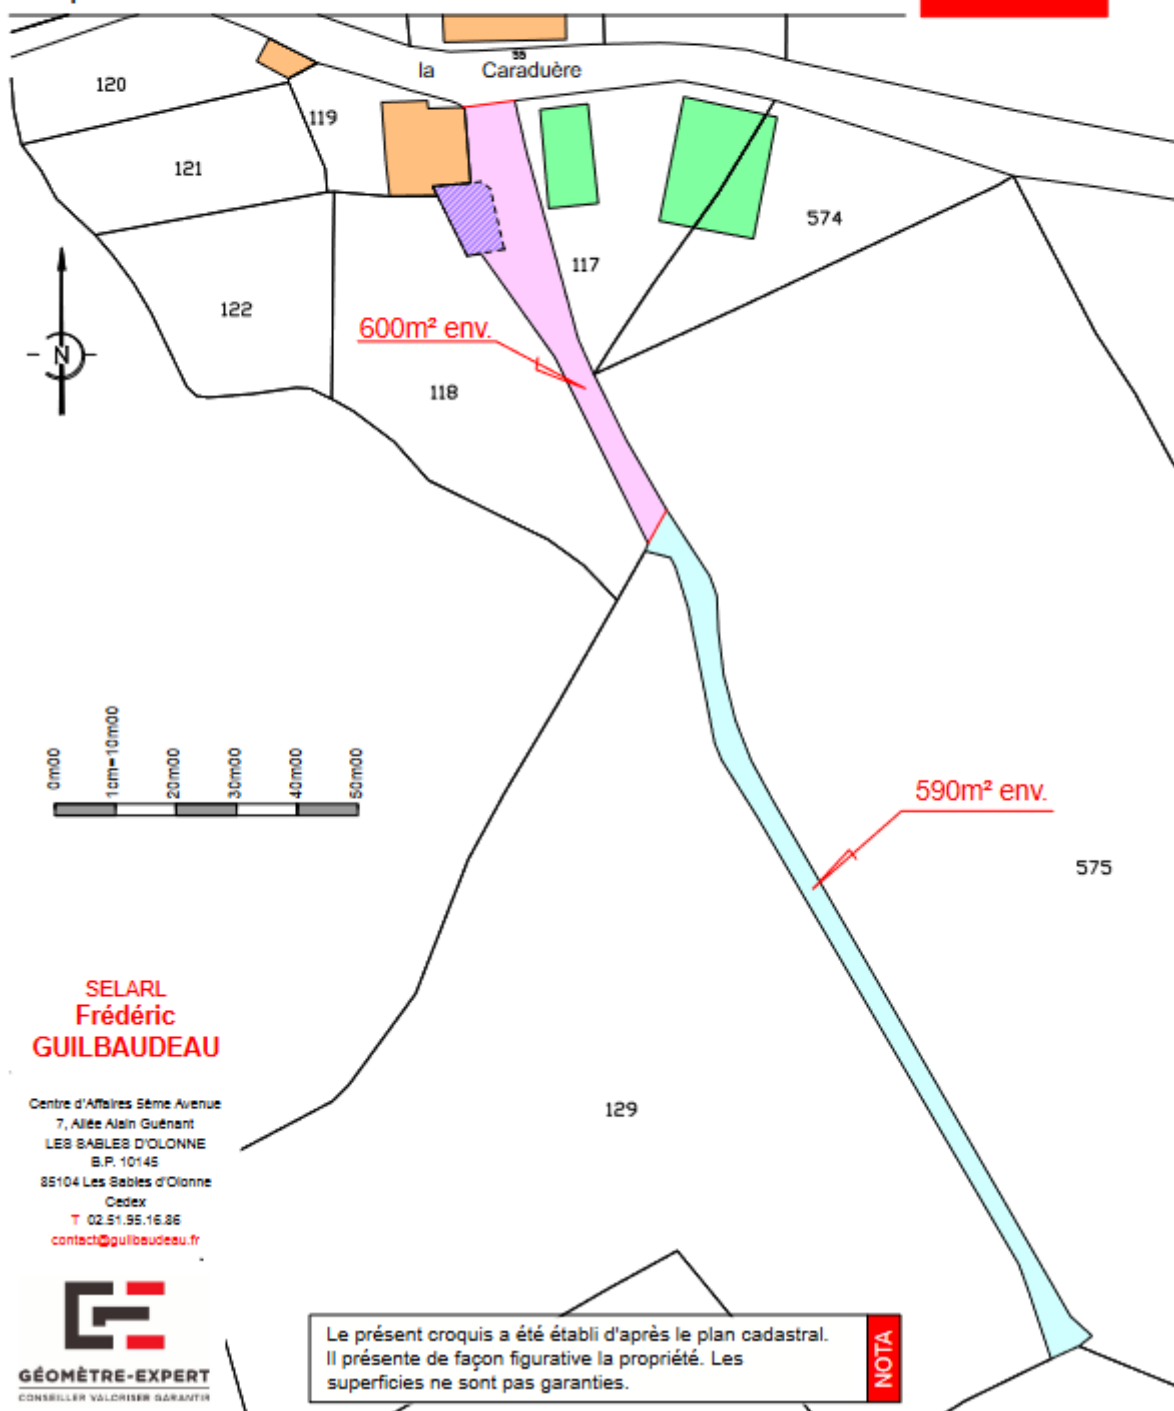 35
la Caraduère
120
119
121
574
117
122
600m² env.
N
118
0m00
1cm=10m00
20m00
30m00
40m00
50m00
590m² env.
575
SELARL
Frédéric
GUILBAUDEAU
Centre d'Affaires 5ème Avenue
7, Allée Alain Guénant
LES SABLES D'OLONNE
B.P. 10145
85104 Les Sables d'Olonne
Cedex
T 02.51.95.16.86
contact@guilbaudeau.fr
129
GÉOMÈTRE-EXPERT
CONSEILLER VALORISER GARANTIR
Le présent croquis a été établi d'après le plan cadastral.
Il présente de façon figurative la propriété. Les
superficies ne sont pas garanties.
NOTA